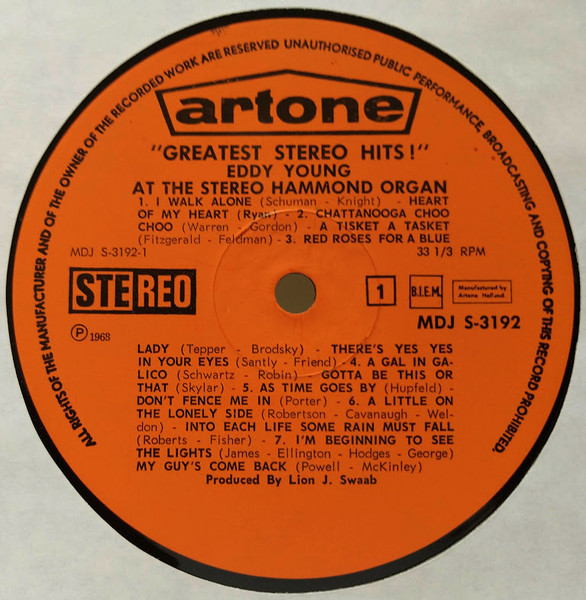 ALL RIGHTS OF THE MANUFACTURER AND OF THE OWNER OF THE RECORDED WORK ARE RESERVED UNAUTHORISED PUBLIC PERFORMANCE, BROADCASTING AND COPYING OF THIS RECORD PROHIBITED.
artone
"GREATEST STEREO HITS!"
EDDY YOUNG
AT THE STEREO HAMMOND ORGAN
1. I WALK ALONE (Schuman - Knight) - HEART
OF MY HEART (Ryan) - 2. CHATTANOOGA CHOO
CHOO (Warren - Gordon) - A TISKET A TASKET
(Fitzgerald - Feldman) - 3. RED ROSES FOR A BLUE
MDJ S-3192-1 33 1/3 RPM
STEREO
1
B.I.E.M.
Manufactured by
Artone Holland.
MDJ S-3192
Ⓟ 1968
LADY (Tepper - Brodsky) - THERE'S YES YES
IN YOUR EYES (Santly - Friend) - 4. A GAL IN GA-
LICO (Schwartz - Robin) - GOTTA BE THIS OR
THAT (Skylar) - 5. AS TIME GOES BY (Hupfeld) -
DON'T FENCE ME IN (Porter) - 6. A LITTLE ON
THE LONELY SIDE (Robertson - Cavanaugh - Wel-
don) - INTO EACH LIFE SOME RAIN MUST FALL
(Roberts - Fisher) - 7. I'M BEGINNING TO SEE
THE LIGHTS (James - Ellington - Hodges - George)
MY GUY'S COME BACK (Powell - McKinley)
Produced By Lion J. Swaab